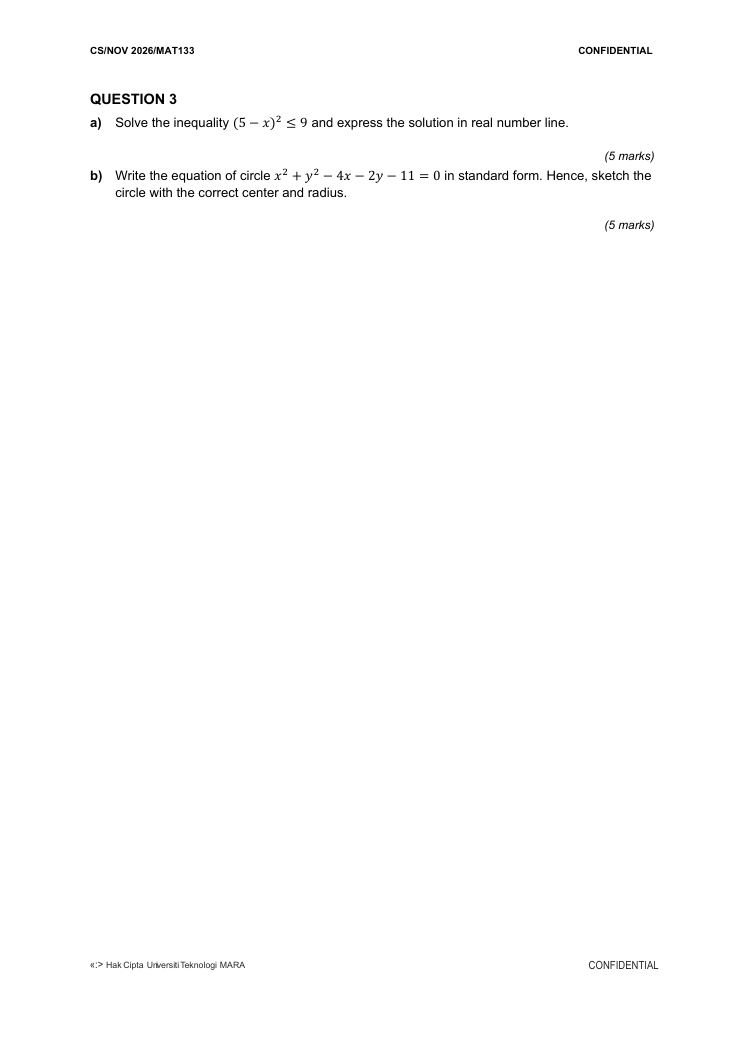 CS/NOV 2026/MAT133 CONFIDENTIAL
QUESTION 3
a) Solve the inequality (5 − x)² ≤ 9 and express the solution in real number line.
(5 marks)
b) Write the equation of circle x² + y² − 4x − 2y − 11 = 0 in standard form. Hence, sketch the
circle with the correct center and radius.
(5 marks)
«:> Hak Cipta Universiti Teknologi MARA CONFIDENTIAL